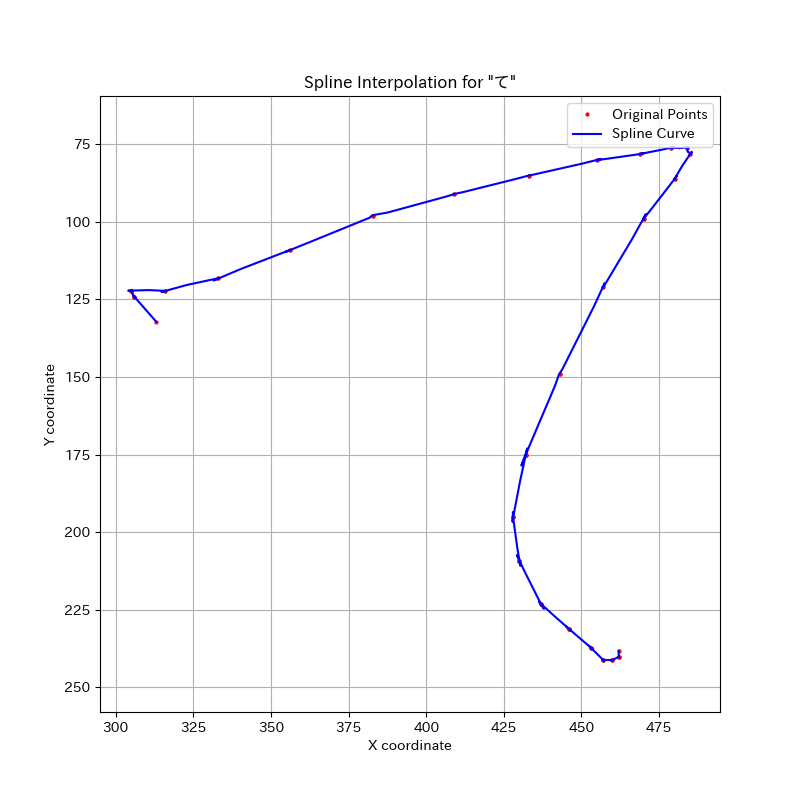 Spline Interpolation for "て"
Original Points
Spline Curve
75
100
125
150
175
200
225
250
Y coordinate
300 325 350 375 400 425 450 475
X coordinate